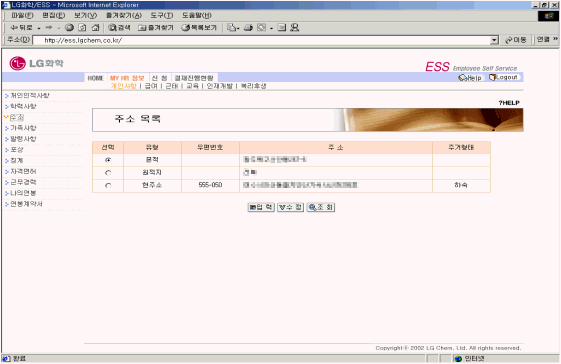 LG화학/ESS - Microsoft Internet Explorer
파일(F) 편집(E) 보기(V) 즐겨찾기(A) 도구(T) 도움말(H)
뒤로 검색 즐겨찾기 목록보기
주소(D) http://ess.lgchem.co.kr/ 이동 연결 »
LG화학
ESS Employee Self Service
HOME MY HR 정보 신 청 결재진행현황 Help Logout
개인사항 | 급여 | 근태 | 교육 | 인재개발 | 복리후생
> 개인인적사항
?HELP
> 학력사항
주소
> 가족사항
> 발령사항
> 포상
> 징계
> 자격면허
> 근무경력
> 나의연봉
> 연봉계약서
주소 목록
선택 유형 우편번호 주 소 주거형태
본적
원적지
현주소 555-050 하숙
입 력 수 정 조 회
Copyright © 2002 LG Chem, Ltd. All rights reserved.
완료 인터넷